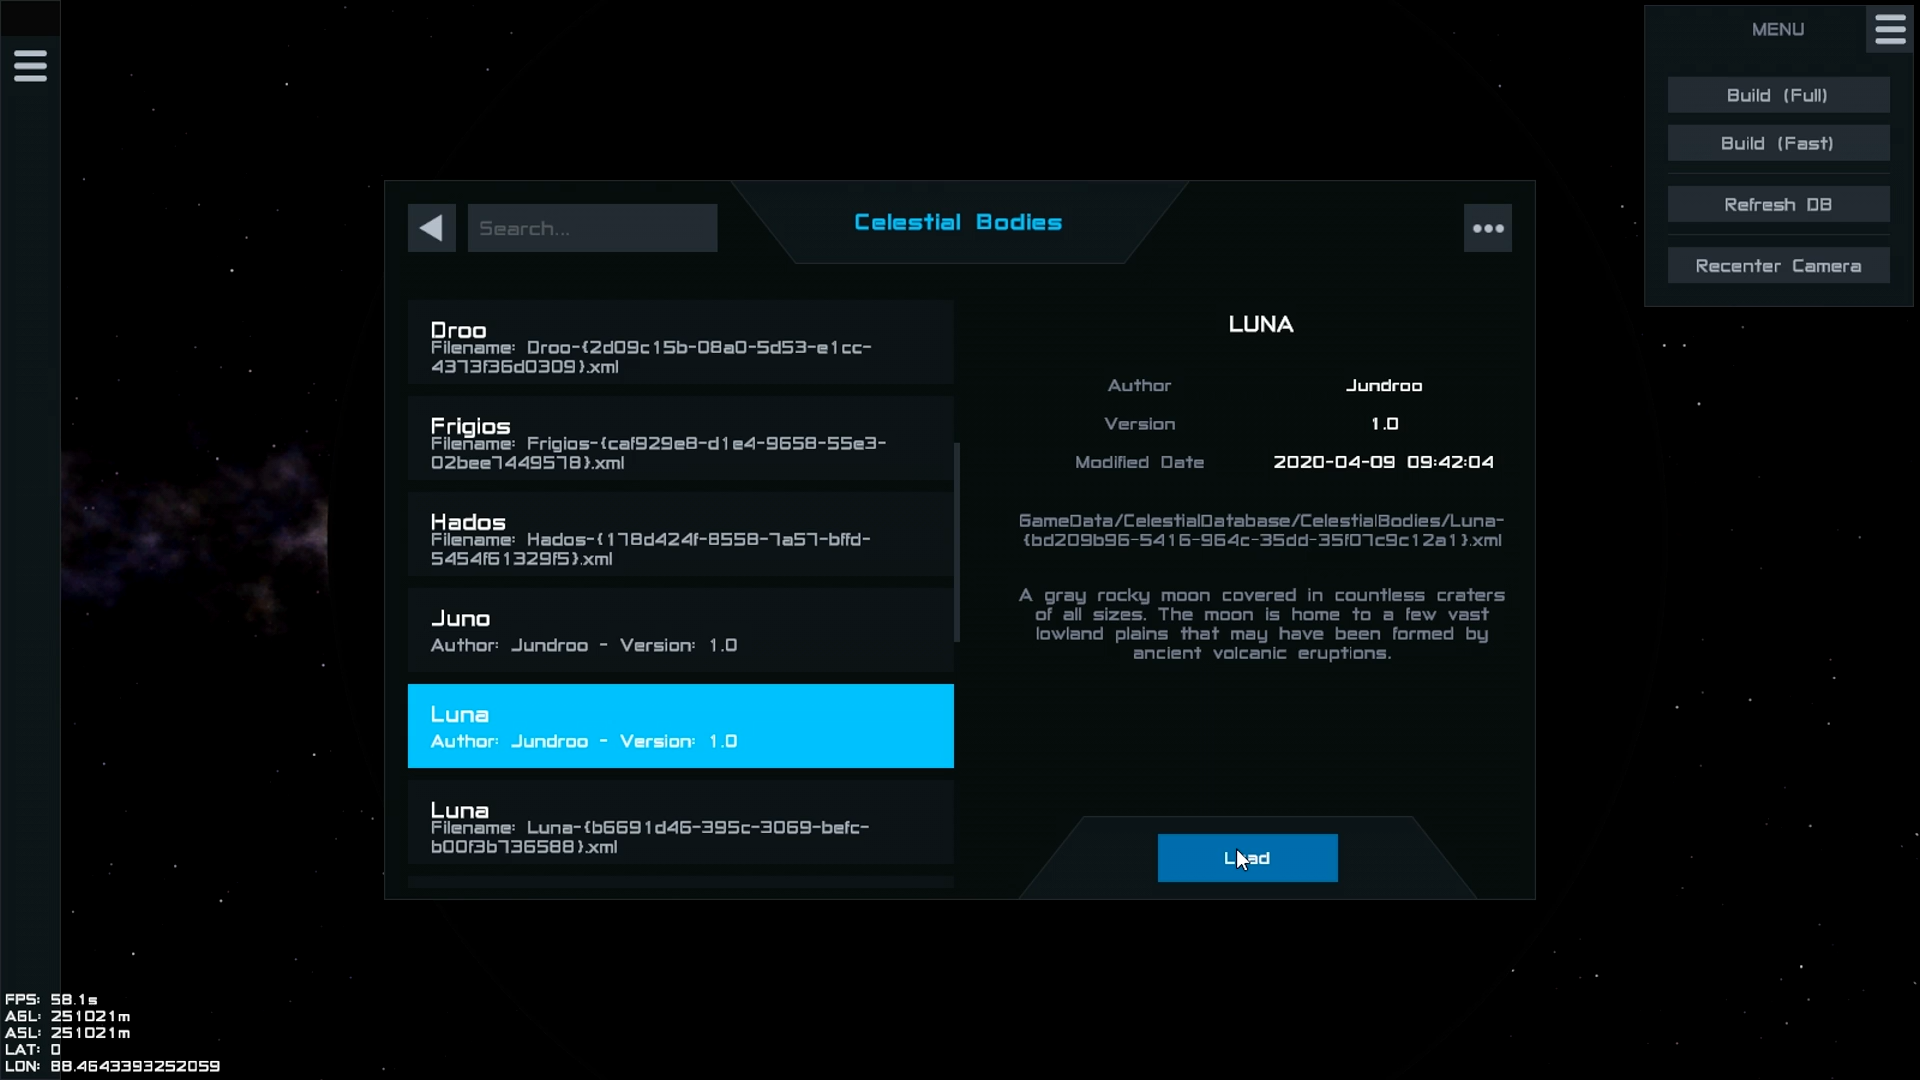 MENU
Build (Full)
Build (Fast)
Refresh DB
Recenter Camera
Search...
Celestial Bodies
Droo
Filename: Droo-{2d09c15b-08a0-5d53-e1cc-
4373f36d0309}.xml
Frigios
Filename: Frigios-{caf929e8-d1e4-9658-55e3-
02bee7449578}.xml
Hados
Filename: Hados-{178d424f-8558-7a57-bffd-
5454f61329f5}.xml
Juno
Author: Jundroo - Version: 1.0
Luna
Author: Jundroo - Version: 1.0
Luna
Filename: Luna-{b6691d46-395c-3069-befc-
b00f3b736588}.xml
LUNA
Author Jundroo
Version 1.0
Modified Date 2020-04-09 09:42:04
GameData/CelestialDatabase/CelestialBodies/Luna-
{bd209b96-5416-964c-35dd-35f07c9c12a1}.xml
A gray rocky moon covered in countless craters
of all sizes. The moon is home to a few vast
lowland plains that may have been formed by
ancient volcanic eruptions.
Load
FPS: 58.1s
AGL: 251021m
ASL: 251021m
LAT: 0
LON: 88.4643393252059